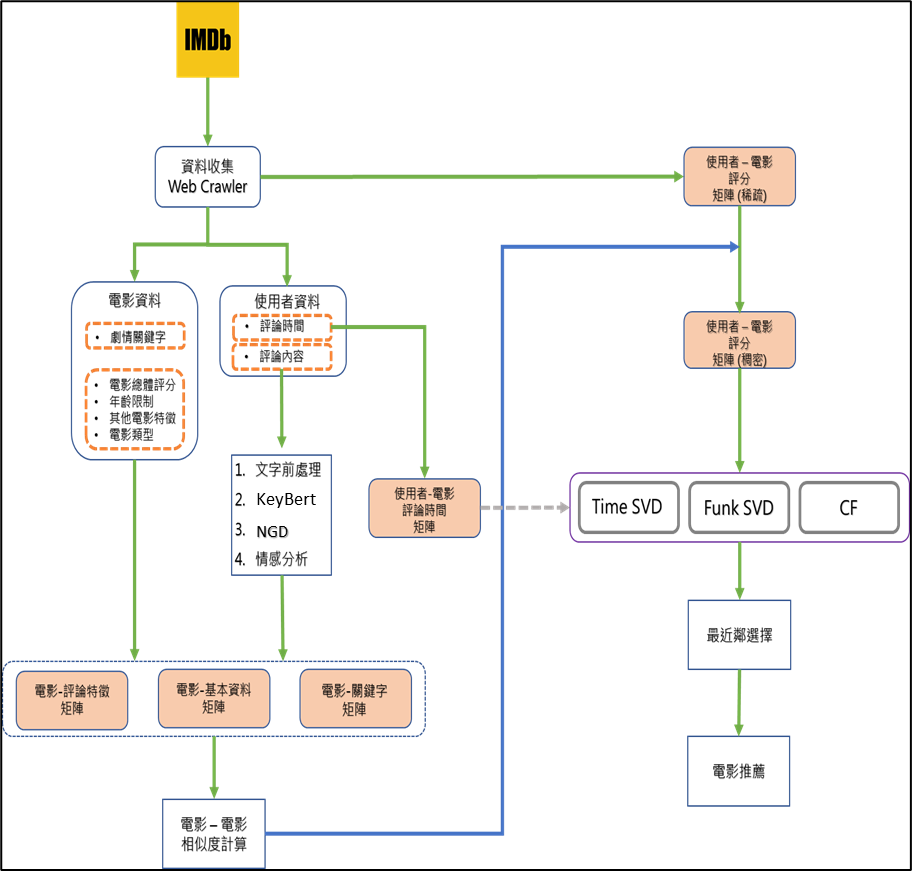 IMDb
資料收集
Web Crawler
使用者 – 電影
評分
矩陣 (稀疏)
電影資料
• 劇情關鍵字
• 電影總體評分
• 年齡限制
• 其他電影特徵
• 電影類型
使用者資料
• 評論時間
• 評論內容
使用者 – 電影
評分
矩陣 (稠密)
1. 文字前處理
2. KeyBert
3. NGD
4. 情感分析
使用者-電影
評論時間
矩陣
Time SVD
Funk SVD
CF
最近鄰選擇
電影-評論特徵
矩陣
電影-基本資料
矩陣
電影-關鍵字
矩陣
電影推薦
電影 – 電影
相似度計算